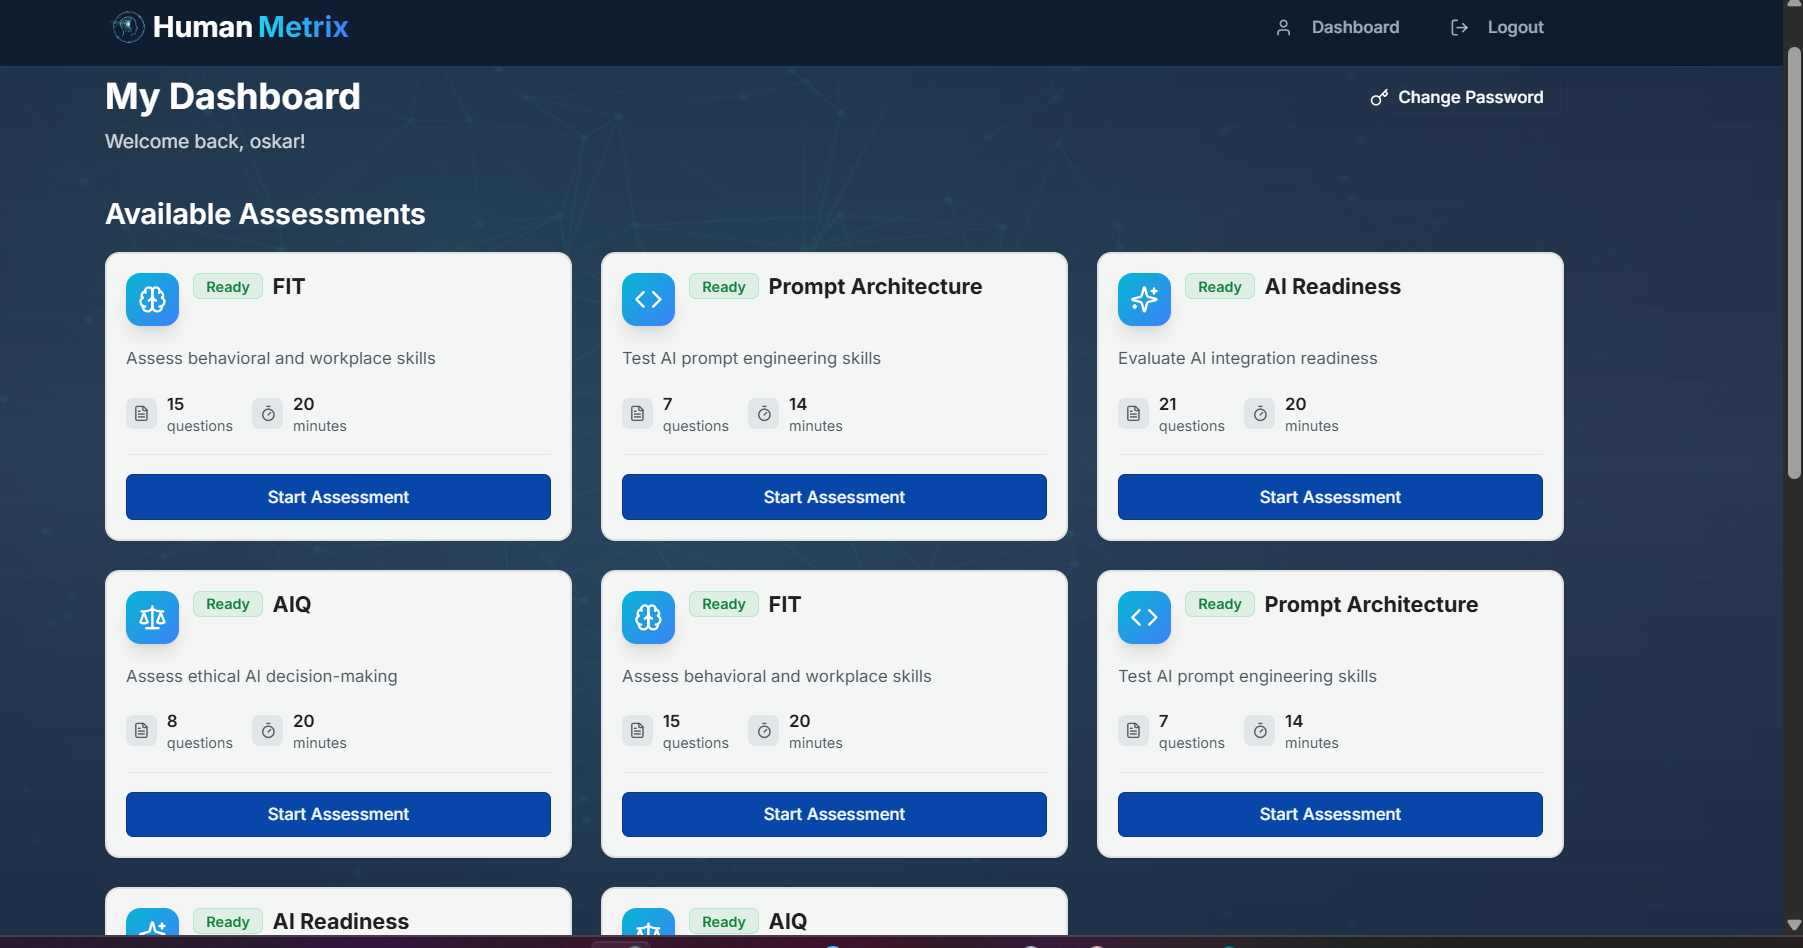 Human Metrix
Dashboard
Logout
My Dashboard
Change Password
Welcome back, oskar!
Available Assessments
Ready FIT
Assess behavioral and workplace skills
15 questions
20 minutes
Start Assessment
Ready Prompt Architecture
Test AI prompt engineering skills
7 questions
14 minutes
Start Assessment
Ready AI Readiness
Evaluate AI integration readiness
21 questions
20 minutes
Start Assessment
Ready AIQ
Assess ethical AI decision-making
8 questions
20 minutes
Start Assessment
Ready FIT
Assess behavioral and workplace skills
15 questions
20 minutes
Start Assessment
Ready Prompt Architecture
Test AI prompt engineering skills
7 questions
14 minutes
Start Assessment
Ready AI Readiness
Ready AIQ